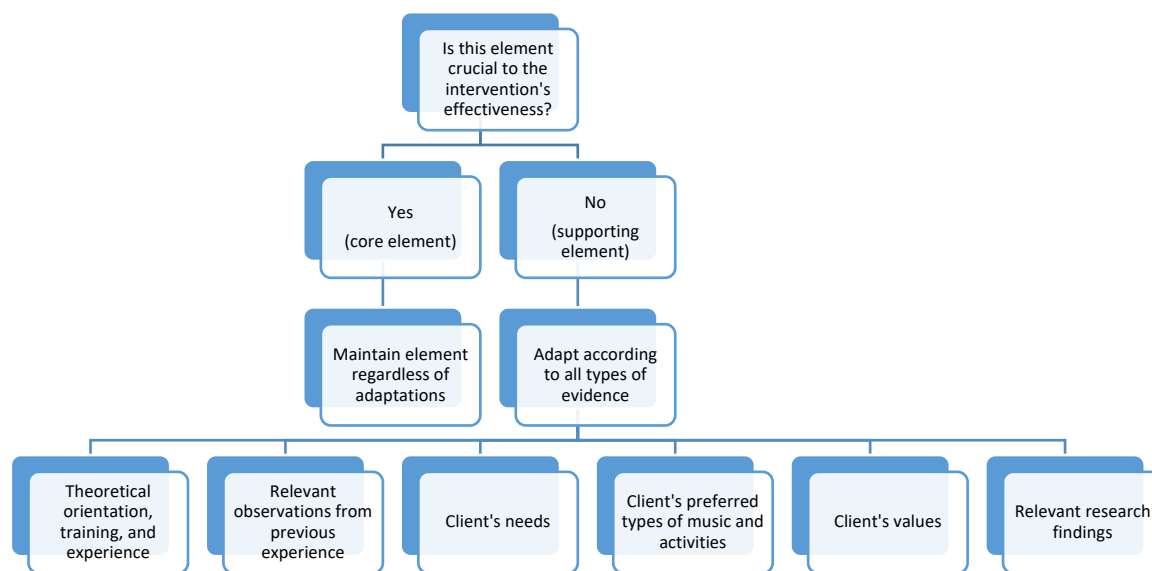 Is this element
crucial to the
intervention's
effectiveness?
Yes
(core element)
No
(supporting
element)
Maintain element
regardless of
adaptations
Adapt according
to all types of
evidence
Theoretical
orientation,
training, and
experience
Relevant
observations from
previous
experience
Client's needs
Client's preferred
types of music and
activities
Client's values
Relevant research
findings